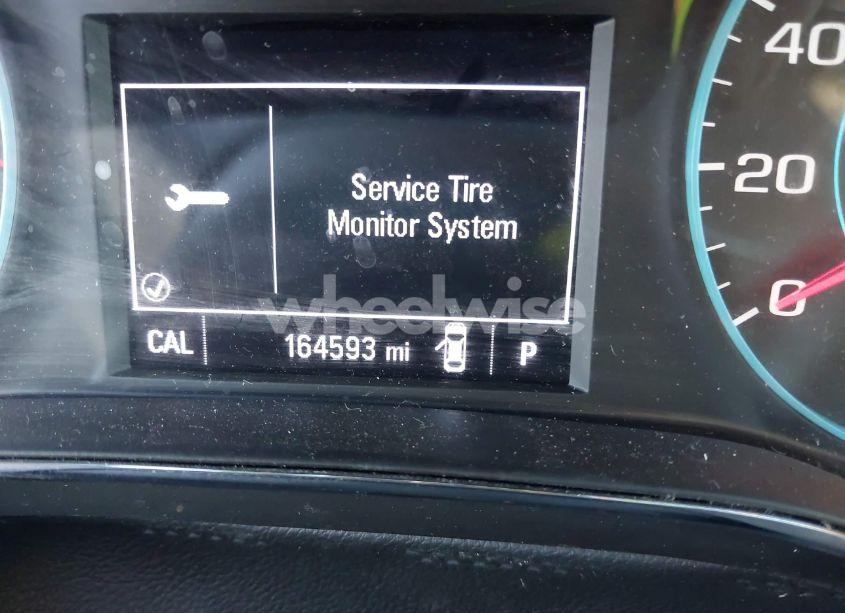 40
20
0
Service Tire
Monitor System
wheelwise
CAL 164593 mi P